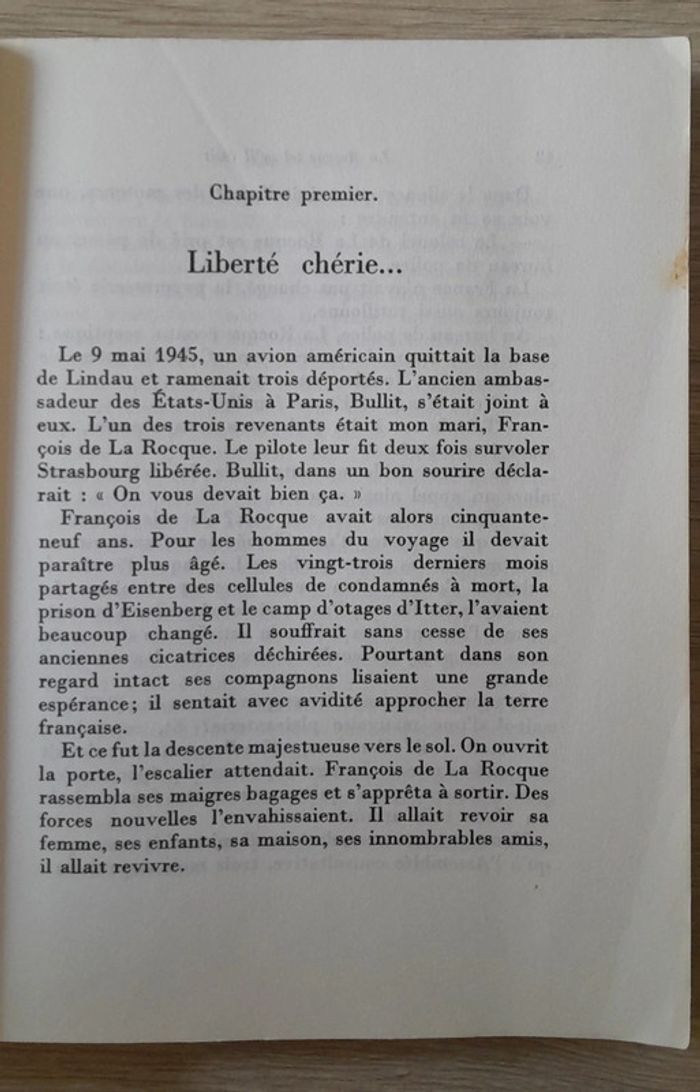 Chapitre premier.
Liberté chérie...
Le 9 mai 1945, un avion américain quittait la base
de Lindau et ramenait trois déportés. L'ancien ambas-
sadeur des États-Unis à Paris, Bullit, s'était joint à
eux. L'un des trois revenants était mon mari, Fran-
çois de La Rocque. Le pilote leur fit deux fois survoler
Strasbourg libérée. Bullit, dans un bon sourire décla-
rait : « On vous devait bien ça. »
François de La Rocque avait alors cinquante-
neuf ans. Pour les hommes du voyage il devait
paraître plus âgé. Les vingt-trois derniers mois
partagés entre des cellules de condamnés à mort, la
prison d'Eisenberg et le camp d'otages d'Itter, l'avaient
beaucoup changé. Il souffrait sans cesse de ses
anciennes cicatrices déchirées. Pourtant dans son
regard intact ses compagnons lisaient une grande
espérance; il sentait avec avidité approcher la terre
française.
Et ce fut la descente majestueuse vers le sol. On ouvrit
la porte, l'escalier attendait. François de La Rocque
rassembla ses maigres bagages et s'apprêta à sortir. Des
forces nouvelles l'envahissaient. Il allait revoir sa
femme, ses enfants, sa maison, ses innombrables amis,
il allait revivre.